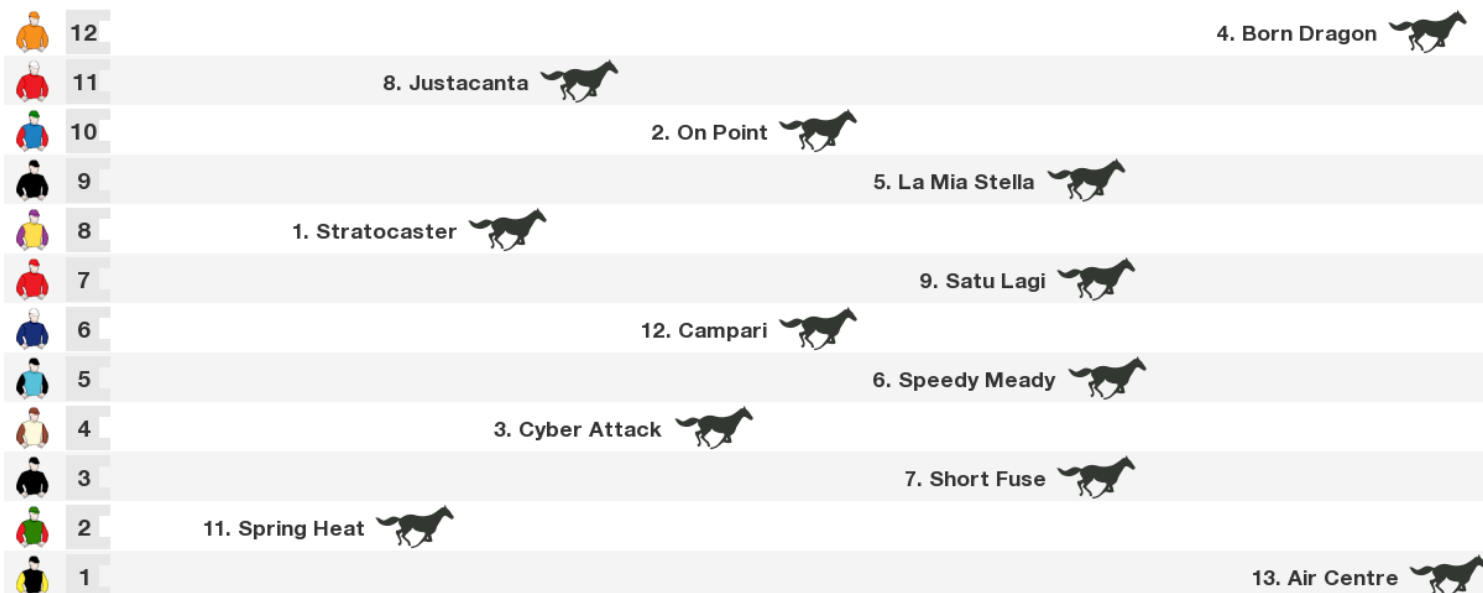 12 4. Born Dragon
11 8. Justacanta
10 2. On Point
9 5. La Mia Stella
8 1. Stratocaster
7 9. Satu Lagi
6 12. Campari
5 6. Speedy Meady
4 3. Cyber Attack
3 7. Short Fuse
2 11. Spring Heat
1 13. Air Centre